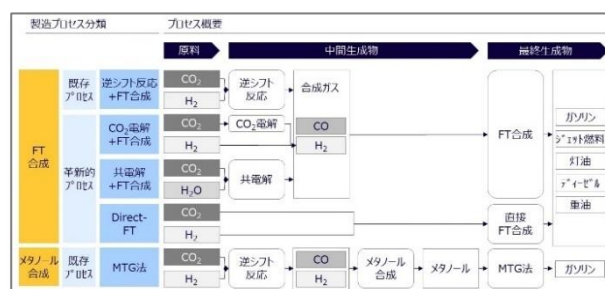 製造プロセス分類
プロセス概要
原料
中間生成物
最終生成物
FT
合成
既存
プロセス
逆シフト反応
+FT合成
CO₂
H₂
逆シフト
反応
合成ガス
CO
H₂
FT合成
ガソリン
ジェット燃料
灯油
ディーゼル
重油
革新的
プロセス
CO₂電解
+FT合成
CO₂
H₂
CO₂電解
共電解
+FT合成
CO₂
H₂O
共電解
Direct-
FT
CO₂
H₂
直接
FT合成
メタノール
合成
既存
プロセス
MTG法
CO₂
H₂
逆シフト
反応
CO
H₂
メタノール
合成
メタノール
MTG法
ガソリン